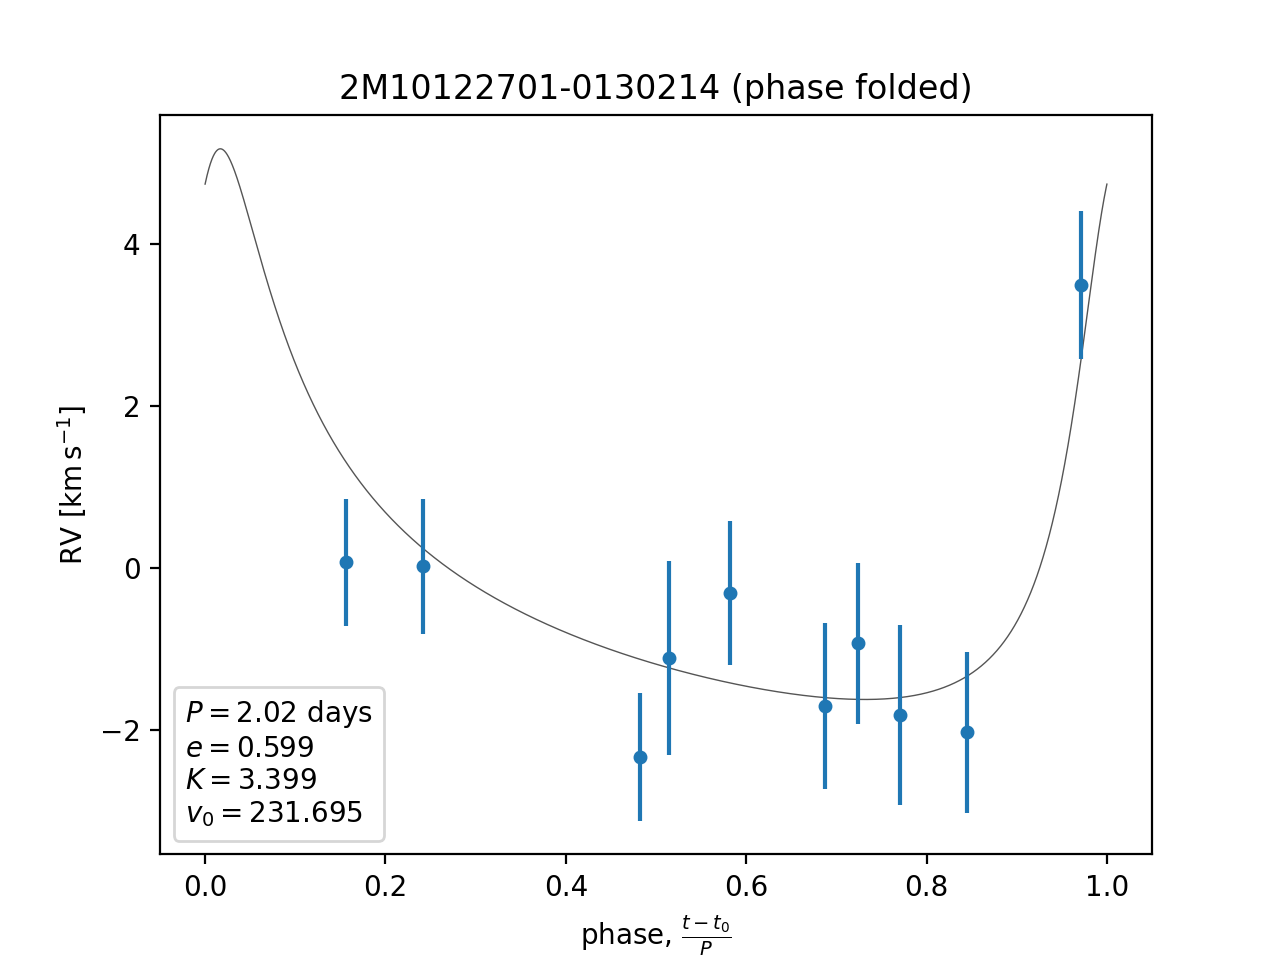 2M10122701-0130214 (phase folded)
RV [km s⁻¹]
4
2
0
−2
P = 2.02 days
e = 0.599
K = 3.399
v₀ = 231.695
0.0 0.2 0.4 0.6 0.8 1.0
phase, (t − t₀)/P